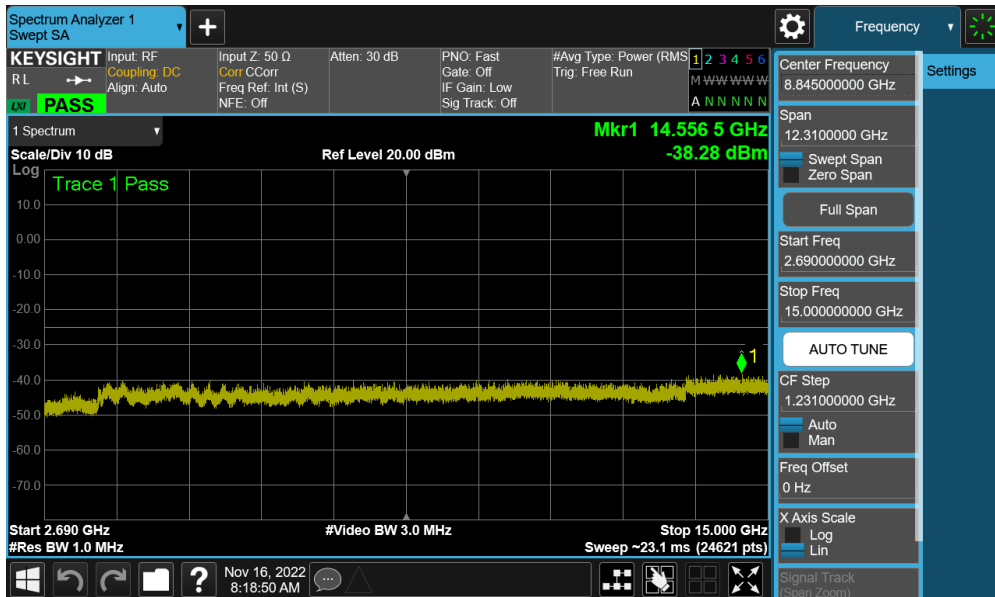 Spectrum Analyzer 1
Swept SA
Frequency
KEYSIGHT
R L
LXI PASS
Input: RF
Coupling: DC
Align: Auto
Input Z: 50 Ω
Corr CCorr
Freq Ref: Int (S)
NFE: Off
Atten: 30 dB
PNO: Fast
Gate: Off
IF Gain: Low
Sig Track: Off
#Avg Type: Power (RMS
Trig: Free Run
1 2 3 4 5 6
M W W W W W
A N N N N N
1 Spectrum
Mkr1 14.556 5 GHz
Scale/Div 10 dB
Ref Level 20.00 dBm
-38.28 dBm
Log
Trace 1 Pass
10.0
0.00
-10.0
-20.0
-30.0
1
-40.0
-50.0
-60.0
-70.0
Start 2.690 GHz
#Video BW 3.0 MHz
Stop 15.000 GHz
#Res BW 1.0 MHz
Sweep ~23.1 ms (24621 pts)
Center Frequency
8.845000000 GHz
Settings
Span
12.3100000 GHz
Swept Span
Zero Span
Full Span
Start Freq
2.690000000 GHz
Stop Freq
15.000000000 GHz
AUTO TUNE
CF Step
1.231000000 GHz
Auto
Man
Freq Offset
0 Hz
X Axis Scale
Log
Lin
Signal Track
(Span Zoom)
?
Nov 16, 2022
8:18:50 AM